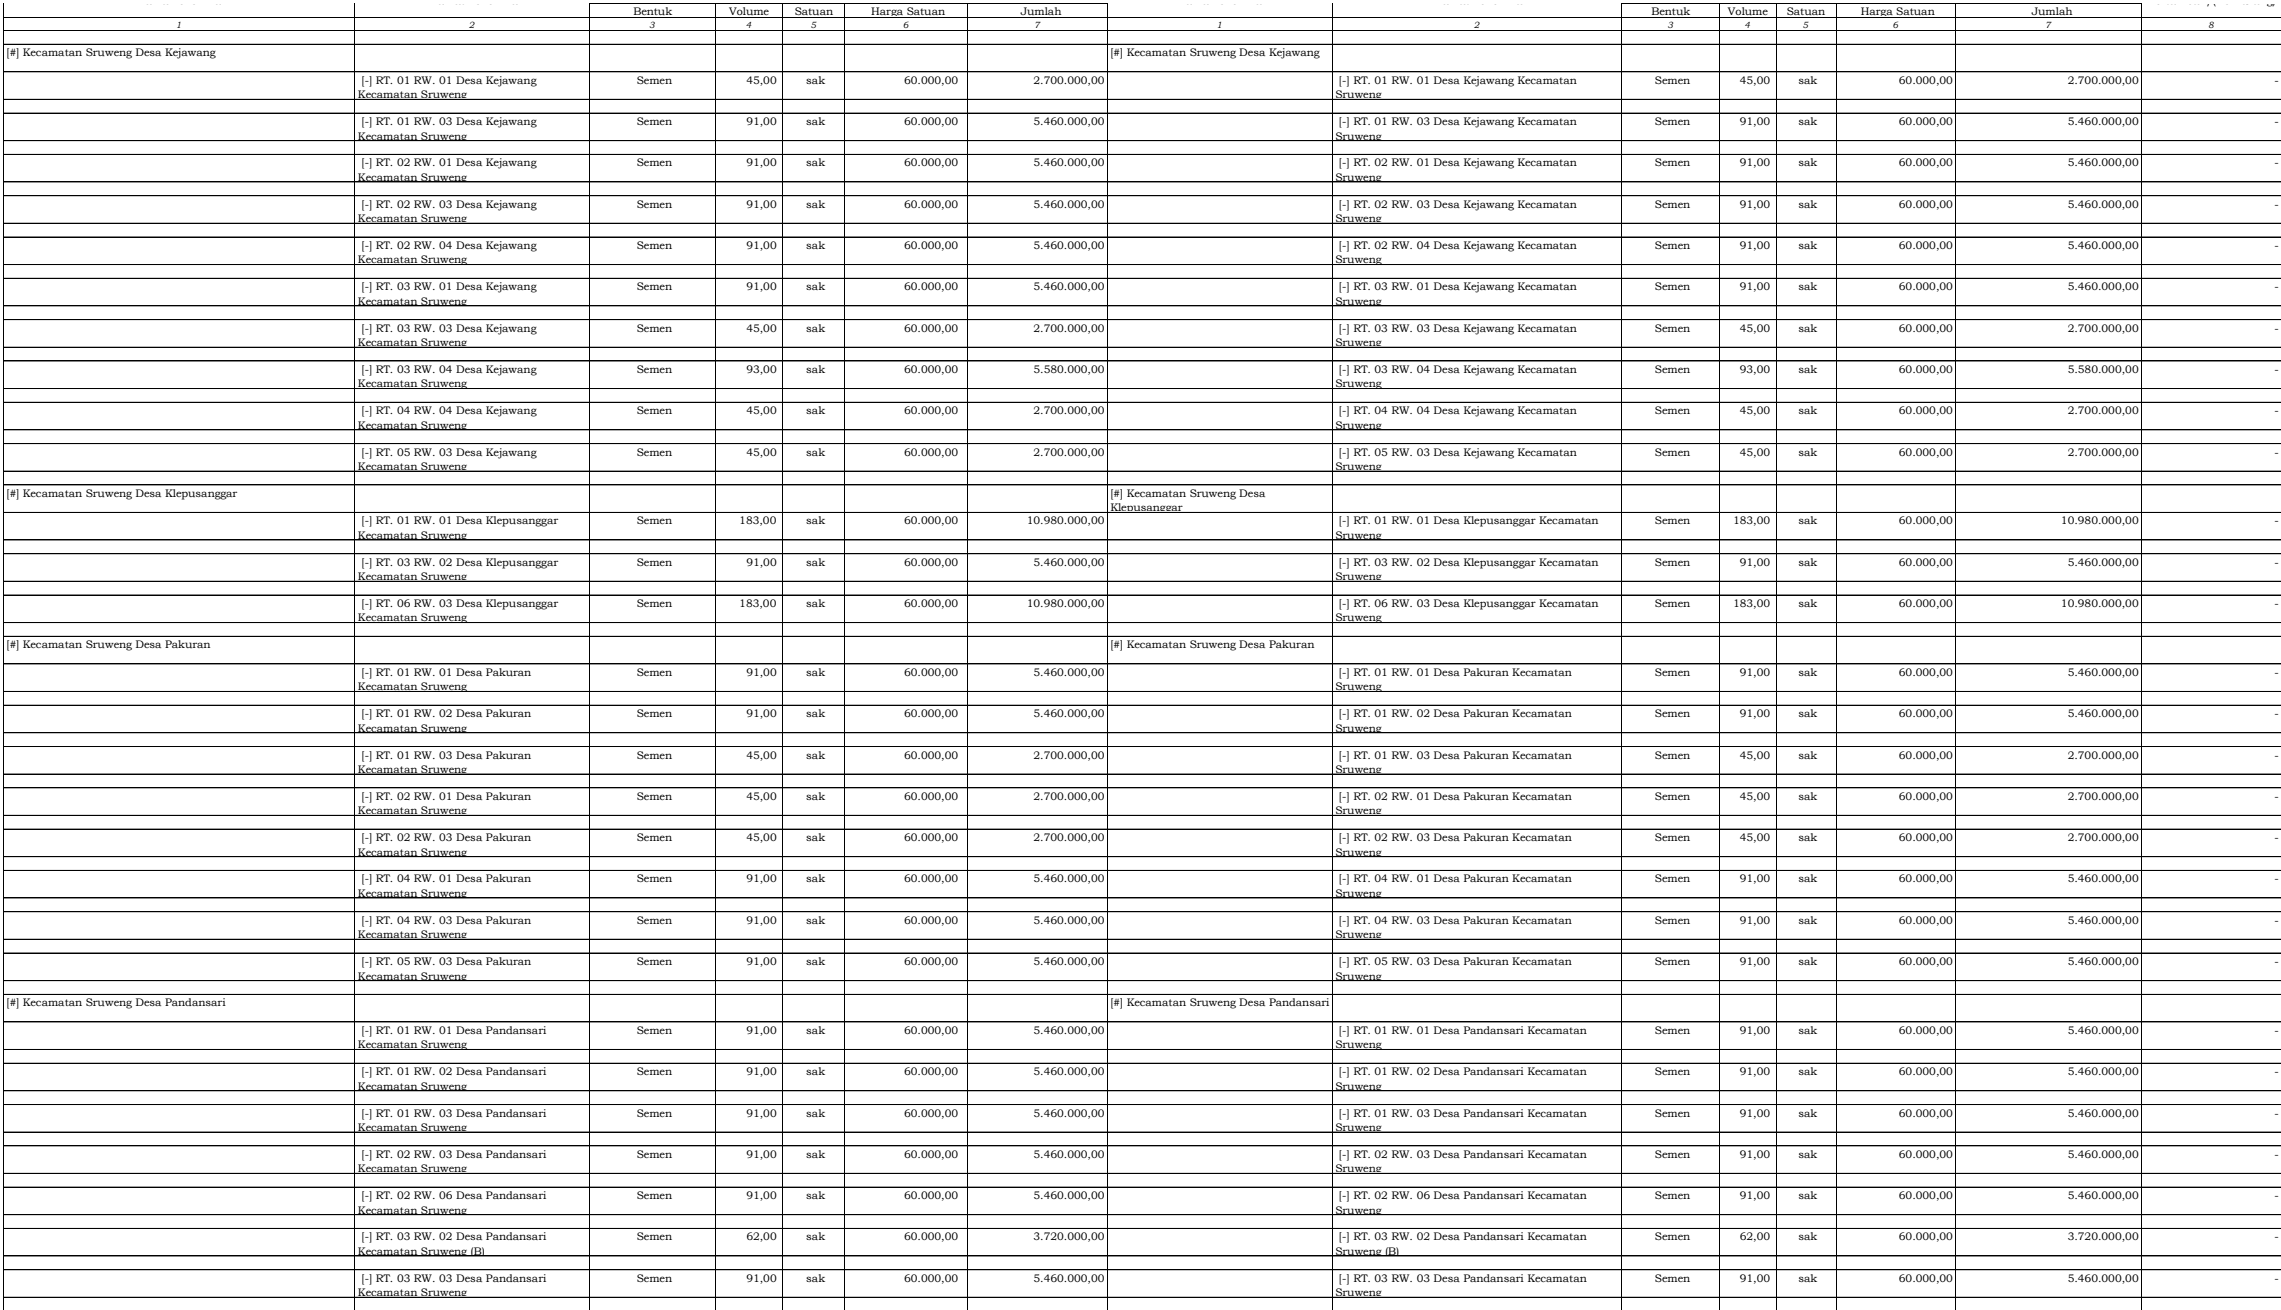 Bentuk Volume Satuan Harga Satuan Jumlah Bentuk Volume Satuan Harga Satuan Jumlah
1 2 3 4 5 6 7 1 2 3 4 5 6 7 8
[#] Kecamatan Sruweng Desa Kejawang [#] Kecamatan Sruweng Desa Kejawang
[-] RT. 01 RW. 01 Desa Kejawang Semen 45,00 sak 60.000,00 2.700.000,00 [-] RT. 01 RW. 01 Desa Kejawang Kecamatan Semen 45,00 sak 60.000,00 2.700.000,00 -
Kecamatan Sruweng Sruweng
[-] RT. 01 RW. 03 Desa Kejawang Semen 91,00 sak 60.000,00 5.460.000,00 [-] RT. 01 RW. 03 Desa Kejawang Kecamatan Semen 91,00 sak 60.000,00 5.460.000,00 -
Kecamatan Sruweng Sruweng
[-] RT. 02 RW. 01 Desa Kejawang Semen 91,00 sak 60.000,00 5.460.000,00 [-] RT. 02 RW. 01 Desa Kejawang Kecamatan Semen 91,00 sak 60.000,00 5.460.000,00 -
Kecamatan Sruweng Sruweng
[-] RT. 02 RW. 03 Desa Kejawang Semen 91,00 sak 60.000,00 5.460.000,00 [-] RT. 02 RW. 03 Desa Kejawang Kecamatan Semen 91,00 sak 60.000,00 5.460.000,00 -
Kecamatan Sruweng Sruweng
[-] RT. 02 RW. 04 Desa Kejawang Semen 91,00 sak 60.000,00 5.460.000,00 [-] RT. 02 RW. 04 Desa Kejawang Kecamatan Semen 91,00 sak 60.000,00 5.460.000,00 -
Kecamatan Sruweng Sruweng
[-] RT. 03 RW. 01 Desa Kejawang Semen 91,00 sak 60.000,00 5.460.000,00 [-] RT. 03 RW. 01 Desa Kejawang Kecamatan Semen 91,00 sak 60.000,00 5.460.000,00 -
Kecamatan Sruweng Sruweng
[-] RT. 03 RW. 03 Desa Kejawang Semen 45,00 sak 60.000,00 2.700.000,00 [-] RT. 03 RW. 03 Desa Kejawang Kecamatan Semen 45,00 sak 60.000,00 2.700.000,00 -
Kecamatan Sruweng Sruweng
[-] RT. 03 RW. 04 Desa Kejawang Semen 93,00 sak 60.000,00 5.580.000,00 [-] RT. 03 RW. 04 Desa Kejawang Kecamatan Semen 93,00 sak 60.000,00 5.580.000,00 -
Kecamatan Sruweng Sruweng
[-] RT. 04 RW. 04 Desa Kejawang Semen 45,00 sak 60.000,00 2.700.000,00 [-] RT. 04 RW. 04 Desa Kejawang Kecamatan Semen 45,00 sak 60.000,00 2.700.000,00 -
Kecamatan Sruweng Sruweng
[-] RT. 05 RW. 03 Desa Kejawang Semen 45,00 sak 60.000,00 2.700.000,00 [-] RT. 05 RW. 03 Desa Kejawang Kecamatan Semen 45,00 sak 60.000,00 2.700.000,00 -
Kecamatan Sruweng Sruweng
[#] Kecamatan Sruweng Desa Klepusanggar [#] Kecamatan Sruweng Desa
Klepusanggar
[-] RT. 01 RW. 01 Desa Klepusanggar Semen 183,00 sak 60.000,00 10.980.000,00 [-] RT. 01 RW. 01 Desa Klepusanggar Kecamatan Semen 183,00 sak 60.000,00 10.980.000,00 -
Kecamatan Sruweng Sruweng
[-] RT. 03 RW. 02 Desa Klepusanggar Semen 91,00 sak 60.000,00 5.460.000,00 [-] RT. 03 RW. 02 Desa Klepusanggar Kecamatan Semen 91,00 sak 60.000,00 5.460.000,00 -
Kecamatan Sruweng Sruweng
[-] RT. 06 RW. 03 Desa Klepusanggar Semen 183,00 sak 60.000,00 10.980.000,00 [-] RT. 06 RW. 03 Desa Klepusanggar Kecamatan Semen 183,00 sak 60.000,00 10.980.000,00 -
Kecamatan Sruweng Sruweng
[#] Kecamatan Sruweng Desa Pakuran [#] Kecamatan Sruweng Desa Pakuran
[-] RT. 01 RW. 01 Desa Pakuran Semen 91,00 sak 60.000,00 5.460.000,00 [-] RT. 01 RW. 01 Desa Pakuran Kecamatan Semen 91,00 sak 60.000,00 5.460.000,00 -
Kecamatan Sruweng Sruweng
[-] RT. 01 RW. 02 Desa Pakuran Semen 91,00 sak 60.000,00 5.460.000,00 [-] RT. 01 RW. 02 Desa Pakuran Kecamatan Semen 91,00 sak 60.000,00 5.460.000,00 -
Kecamatan Sruweng Sruweng
[-] RT. 01 RW. 03 Desa Pakuran Semen 45,00 sak 60.000,00 2.700.000,00 [-] RT. 01 RW. 03 Desa Pakuran Kecamatan Semen 45,00 sak 60.000,00 2.700.000,00 -
Kecamatan Sruweng Sruweng
[-] RT. 02 RW. 01 Desa Pakuran Semen 45,00 sak 60.000,00 2.700.000,00 [-] RT. 02 RW. 01 Desa Pakuran Kecamatan Semen 45,00 sak 60.000,00 2.700.000,00 -
Kecamatan Sruweng Sruweng
[-] RT. 02 RW. 03 Desa Pakuran Semen 45,00 sak 60.000,00 2.700.000,00 [-] RT. 02 RW. 03 Desa Pakuran Kecamatan Semen 45,00 sak 60.000,00 2.700.000,00 -
Kecamatan Sruweng Sruweng
[-] RT. 04 RW. 01 Desa Pakuran Semen 91,00 sak 60.000,00 5.460.000,00 [-] RT. 04 RW. 01 Desa Pakuran Kecamatan Semen 91,00 sak 60.000,00 5.460.000,00 -
Kecamatan Sruweng Sruweng
[-] RT. 04 RW. 03 Desa Pakuran Semen 91,00 sak 60.000,00 5.460.000,00 [-] RT. 04 RW. 03 Desa Pakuran Kecamatan Semen 91,00 sak 60.000,00 5.460.000,00 -
Kecamatan Sruweng Sruweng
[-] RT. 05 RW. 03 Desa Pakuran Semen 91,00 sak 60.000,00 5.460.000,00 [-] RT. 05 RW. 03 Desa Pakuran Kecamatan Semen 91,00 sak 60.000,00 5.460.000,00 -
Kecamatan Sruweng Sruweng
[#] Kecamatan Sruweng Desa Pandansari [#] Kecamatan Sruweng Desa Pandansari
[-] RT. 01 RW. 01 Desa Pandansari Semen 91,00 sak 60.000,00 5.460.000,00 [-] RT. 01 RW. 01 Desa Pandansari Kecamatan Semen 91,00 sak 60.000,00 5.460.000,00 -
Kecamatan Sruweng Sruweng
[-] RT. 01 RW. 02 Desa Pandansari Semen 91,00 sak 60.000,00 5.460.000,00 [-] RT. 01 RW. 02 Desa Pandansari Kecamatan Semen 91,00 sak 60.000,00 5.460.000,00 -
Kecamatan Sruweng Sruweng
[-] RT. 01 RW. 03 Desa Pandansari Semen 91,00 sak 60.000,00 5.460.000,00 [-] RT. 01 RW. 03 Desa Pandansari Kecamatan Semen 91,00 sak 60.000,00 5.460.000,00 -
Kecamatan Sruweng Sruweng
[-] RT. 02 RW. 03 Desa Pandansari Semen 91,00 sak 60.000,00 5.460.000,00 [-] RT. 02 RW. 03 Desa Pandansari Kecamatan Semen 91,00 sak 60.000,00 5.460.000,00 -
Kecamatan Sruweng Sruweng
[-] RT. 02 RW. 06 Desa Pandansari Semen 91,00 sak 60.000,00 5.460.000,00 [-] RT. 02 RW. 06 Desa Pandansari Kecamatan Semen 91,00 sak 60.000,00 5.460.000,00 -
Kecamatan Sruweng Sruweng
[-] RT. 03 RW. 02 Desa Pandansari Semen 62,00 sak 60.000,00 3.720.000,00 [-] RT. 03 RW. 02 Desa Pandansari Kecamatan Semen 62,00 sak 60.000,00 3.720.000,00 -
Kecamatan Sruweng (B) Sruweng (B)
[-] RT. 03 RW. 03 Desa Pandansari Semen 91,00 sak 60.000,00 5.460.000,00 [-] RT. 03 RW. 03 Desa Pandansari Kecamatan Semen 91,00 sak 60.000,00 5.460.000,00 -
Kecamatan Sruweng Sruweng